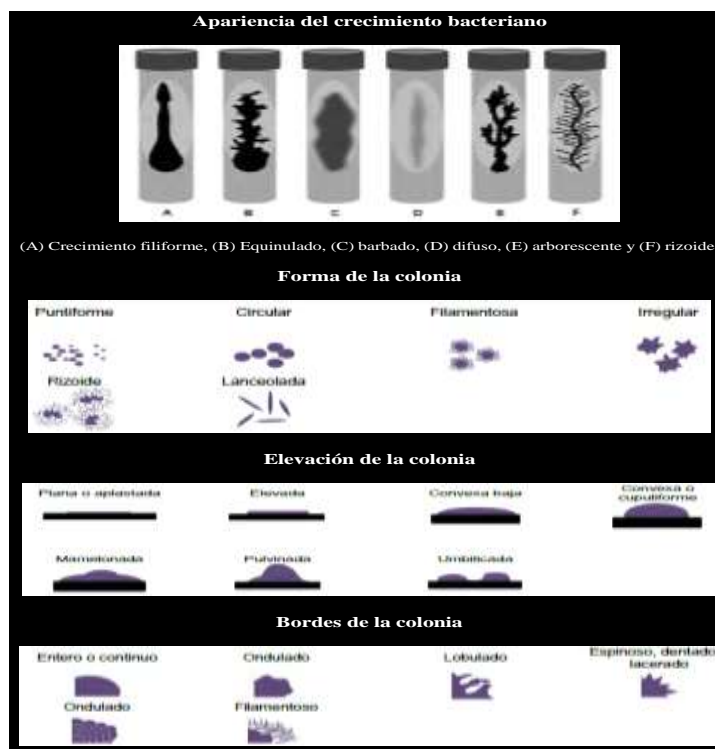 Apariencia del crecimiento bacteriano
A B C D E F
(A) Crecimiento filiforme, (B) Equinulado, (C) barbado, (D) difuso, (E) arborescente y (F) rizoide
Forma de la colonia
Puntiforme Circular Filamentosa Irregular
Rizoide Lanceolada
Elevación de la colonia
Plana o aplastada Elevada Convexa baja Convexa o
cupuliforme
Mamelonada Pulvinada Umbilicada
Bordes de la colonia
Entero o continuo Ondulado Lobulado Espinoso, dentado
lacerado
Ondulado Filamentoso